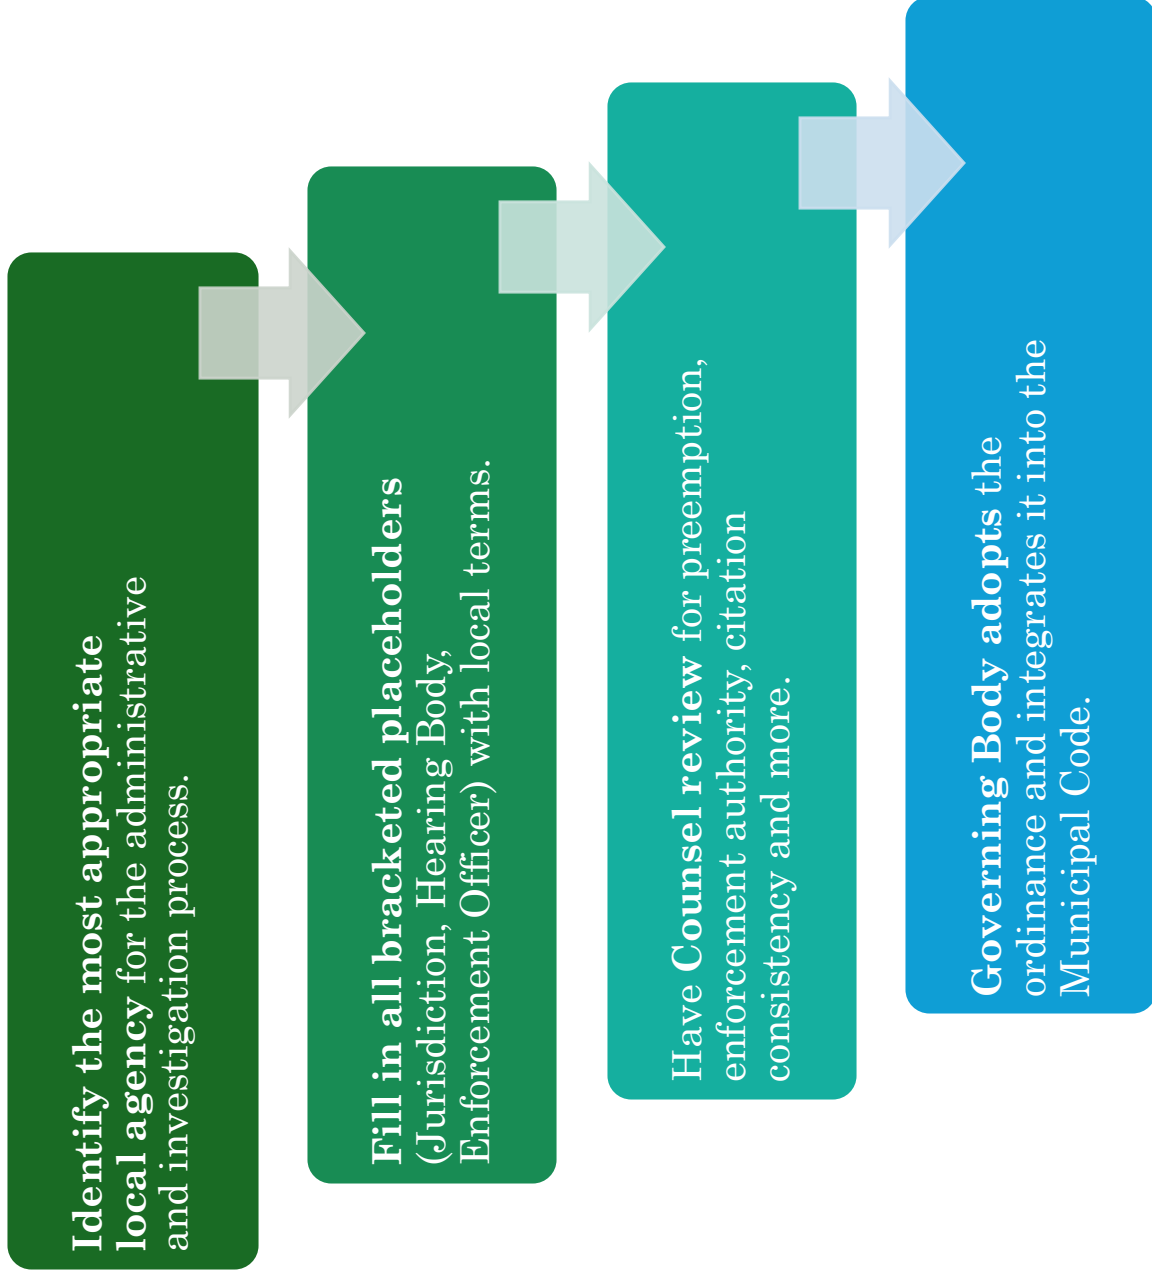 Identify the most appropriate
local agency for the administrative
and investigation process.
Fill in all bracketed placeholders
(Jurisdiction, Hearing Body,
Enforcement Officer) with local terms.
Have Counsel review for preemption,
enforcement authority, citation
consistency and more.
Governing Body adopts the
ordinance and integrates it into the
Municipal Code.